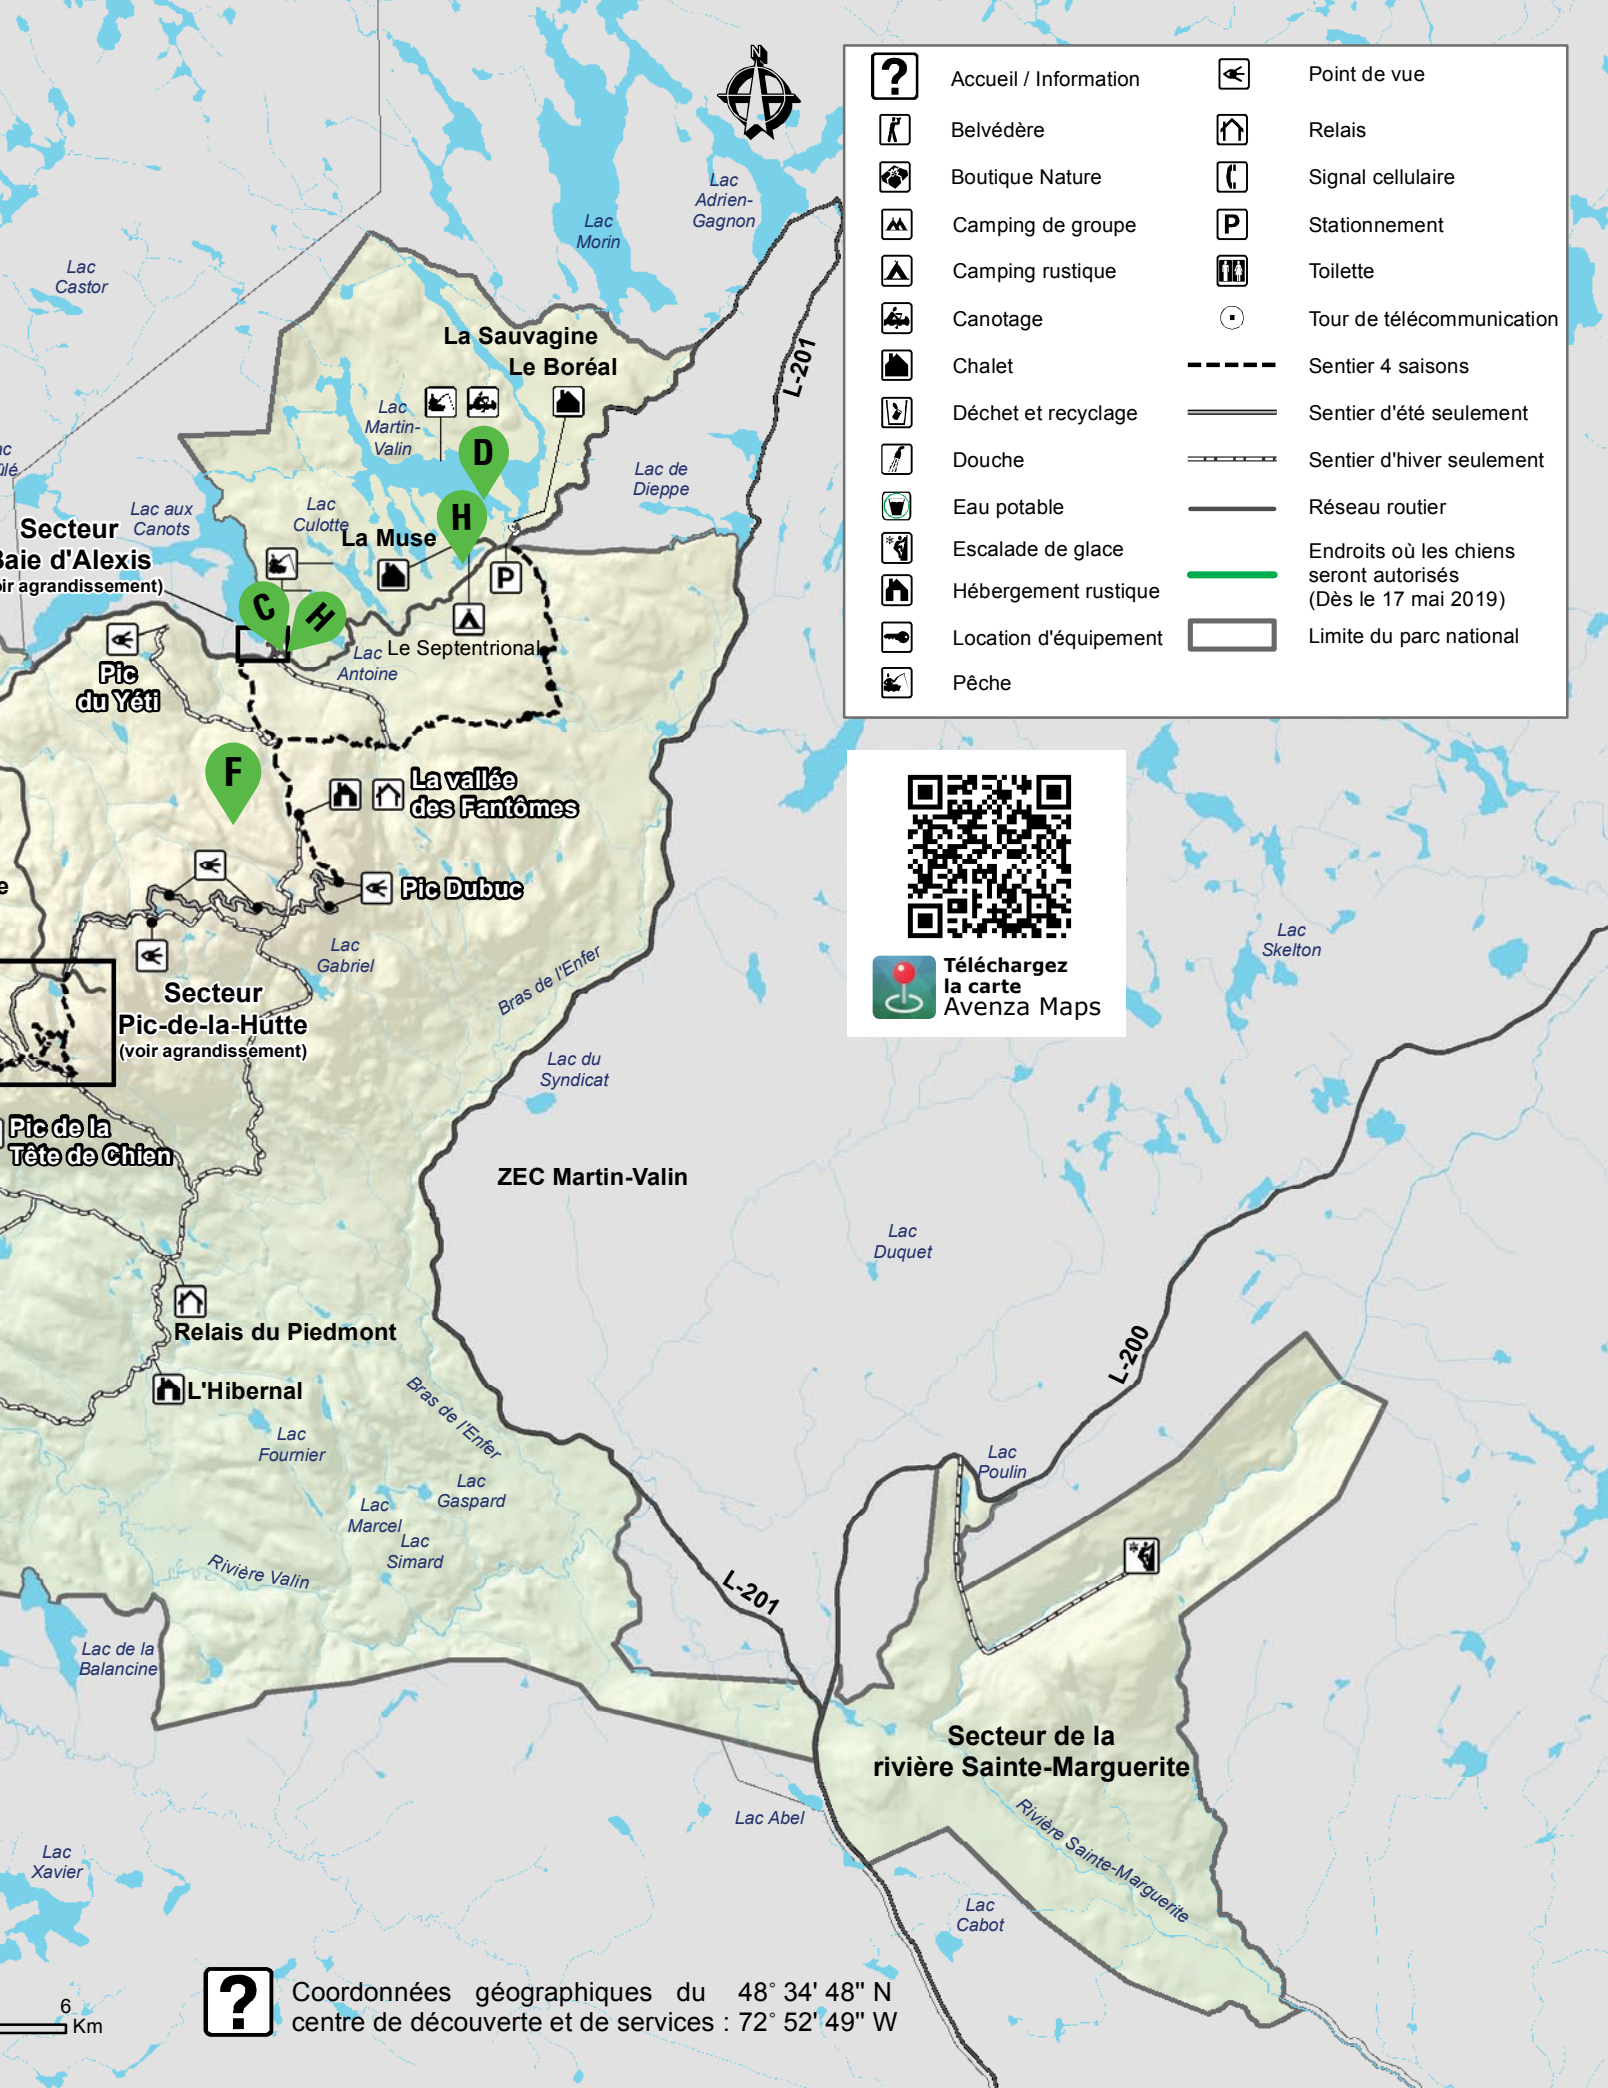 N
Accueil / Information
Belvédère
Boutique Nature
Camping de groupe
Camping rustique
Canotage
Chalet
Déchet et recyclage
Douche
Eau potable
Escalade de glace
Hébergement rustique
Location d'équipement
Pêche
Point de vue
Relais
Signal cellulaire
P
Stationnement
Toilette
Tour de télécommunication
Sentier 4 saisons
Sentier d'été seulement
Sentier d'hiver seulement
Réseau routier
Endroits où les chiens
seront autorisés
(Dès le 17 mai 2019)
Limite du parc national
Lac
Adrien-
Gagnon
Lac
Morin
Lac
Castor
La Sauvagine
Le Boréal
L-201
Lac
Martin-
Valin
D
Lac de
Dieppe
Lac aux
Canots
Lac
Culotte
H
La Muse
Secteur
Baie d'Alexis
(voir agrandissement)
P
C
H
Le Septentrional
Lac
Antoine
Pic
du Yéti
F
La vallée
des Fantômes
Pic Dubuc
Lac
Gabriel
Bras de l'Enfer
Secteur
Pic-de-la-Hutte
(voir agrandissement)
Téléchargez
la carte
Avenza Maps
Lac
Skelton
Lac du
Syndicat
Pic de la
Tête de Chien
ZEC Martin-Valin
Lac
Duquet
Relais du Piedmont
L'Hibernal
L-200
Bras de l'Enfer
Lac
Fournier
Lac
Gaspard
Lac
Marcel
Lac
Simard
Lac
Poulin
Rivière Valin
L-201
Lac de la
Balancine
Secteur de la
rivière Sainte-Marguerite
Rivière Sainte-Marguerite
Lac Abel
Lac
Xavier
Lac
Cabot
6
Km
Coordonnées géographiques du 48° 34' 48" N
centre de découverte et de services : 72° 52' 49" W